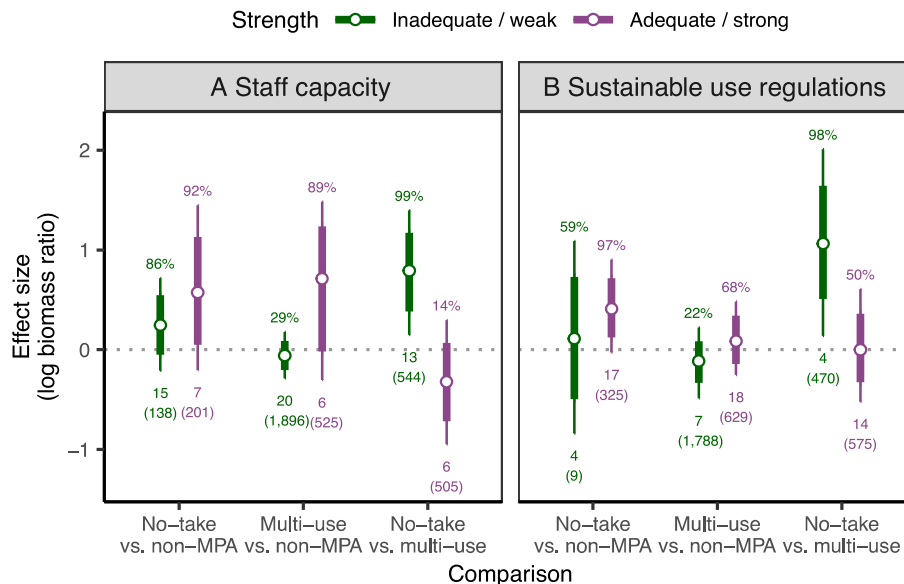 Strength Inadequate / weak Adequate / strong
A Staff capacity
B Sustainable use regulations
Effect size
(log biomass ratio)
2
1
0
−1
86%
15
(138)
92%
7
(201)
29%
20
(1,896)
89%
6
(525)
99%
13
(544)
14%
6
(505)
59%
4
(9)
97%
17
(325)
22%
7
(1,788)
68%
18
(629)
98%
4
(470)
50%
14
(575)
No−take
vs. non−MPA
Multi−use
vs. non−MPA
No−take
vs. multi−use
No−take
vs. non−MPA
Multi−use
vs. non−MPA
No−take
vs. multi−use
Comparison